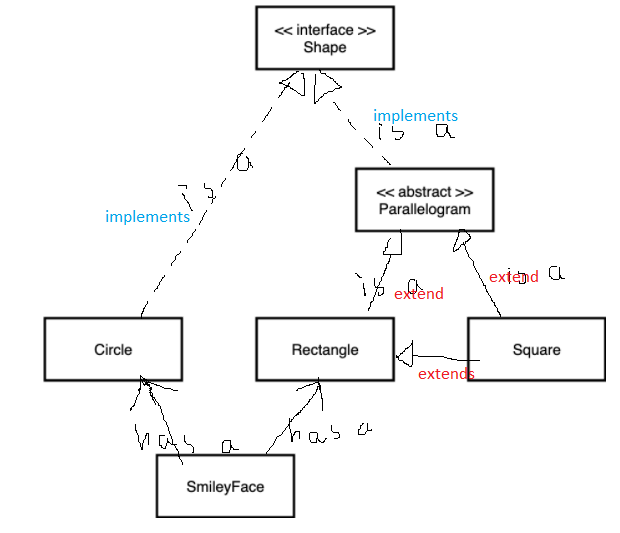 << interface >>
Shape
implements
is a
is a
implements
<< abstract >>
Parallelogram
is a
extend
is a
extend
Circle
Rectangle
Square
extends
has a
has a
SmileyFace